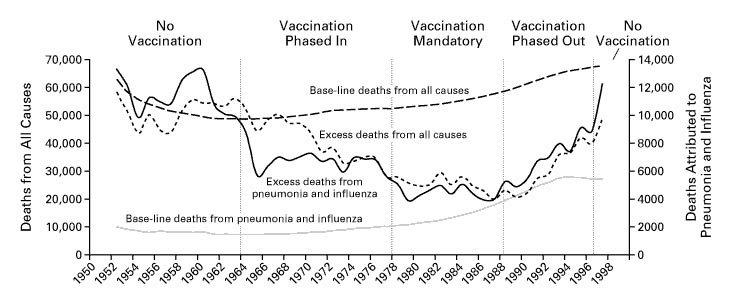 No
Vaccination
Vaccination
Phased In
Vaccination
Mandatory
Vaccination
Phased Out
No
Vaccination
70,000
60,000
50,000
40,000
30,000
20,000
10,000
0
Deaths from All Causes
14,000
12,000
10,000
8000
6000
4000
2000
0
Deaths Attributed to
Pneumonia and Influenza
Base-line deaths from all causes
Excess deaths from all causes
Excess deaths from
pneumonia and influenza
Base-line deaths from pneumonia and influenza
1950
1952
1954
1956
1958
1960
1962
1964
1966
1968
1970
1972
1974
1976
1978
1980
1982
1984
1986
1988
1990
1992
1994
1996
1998